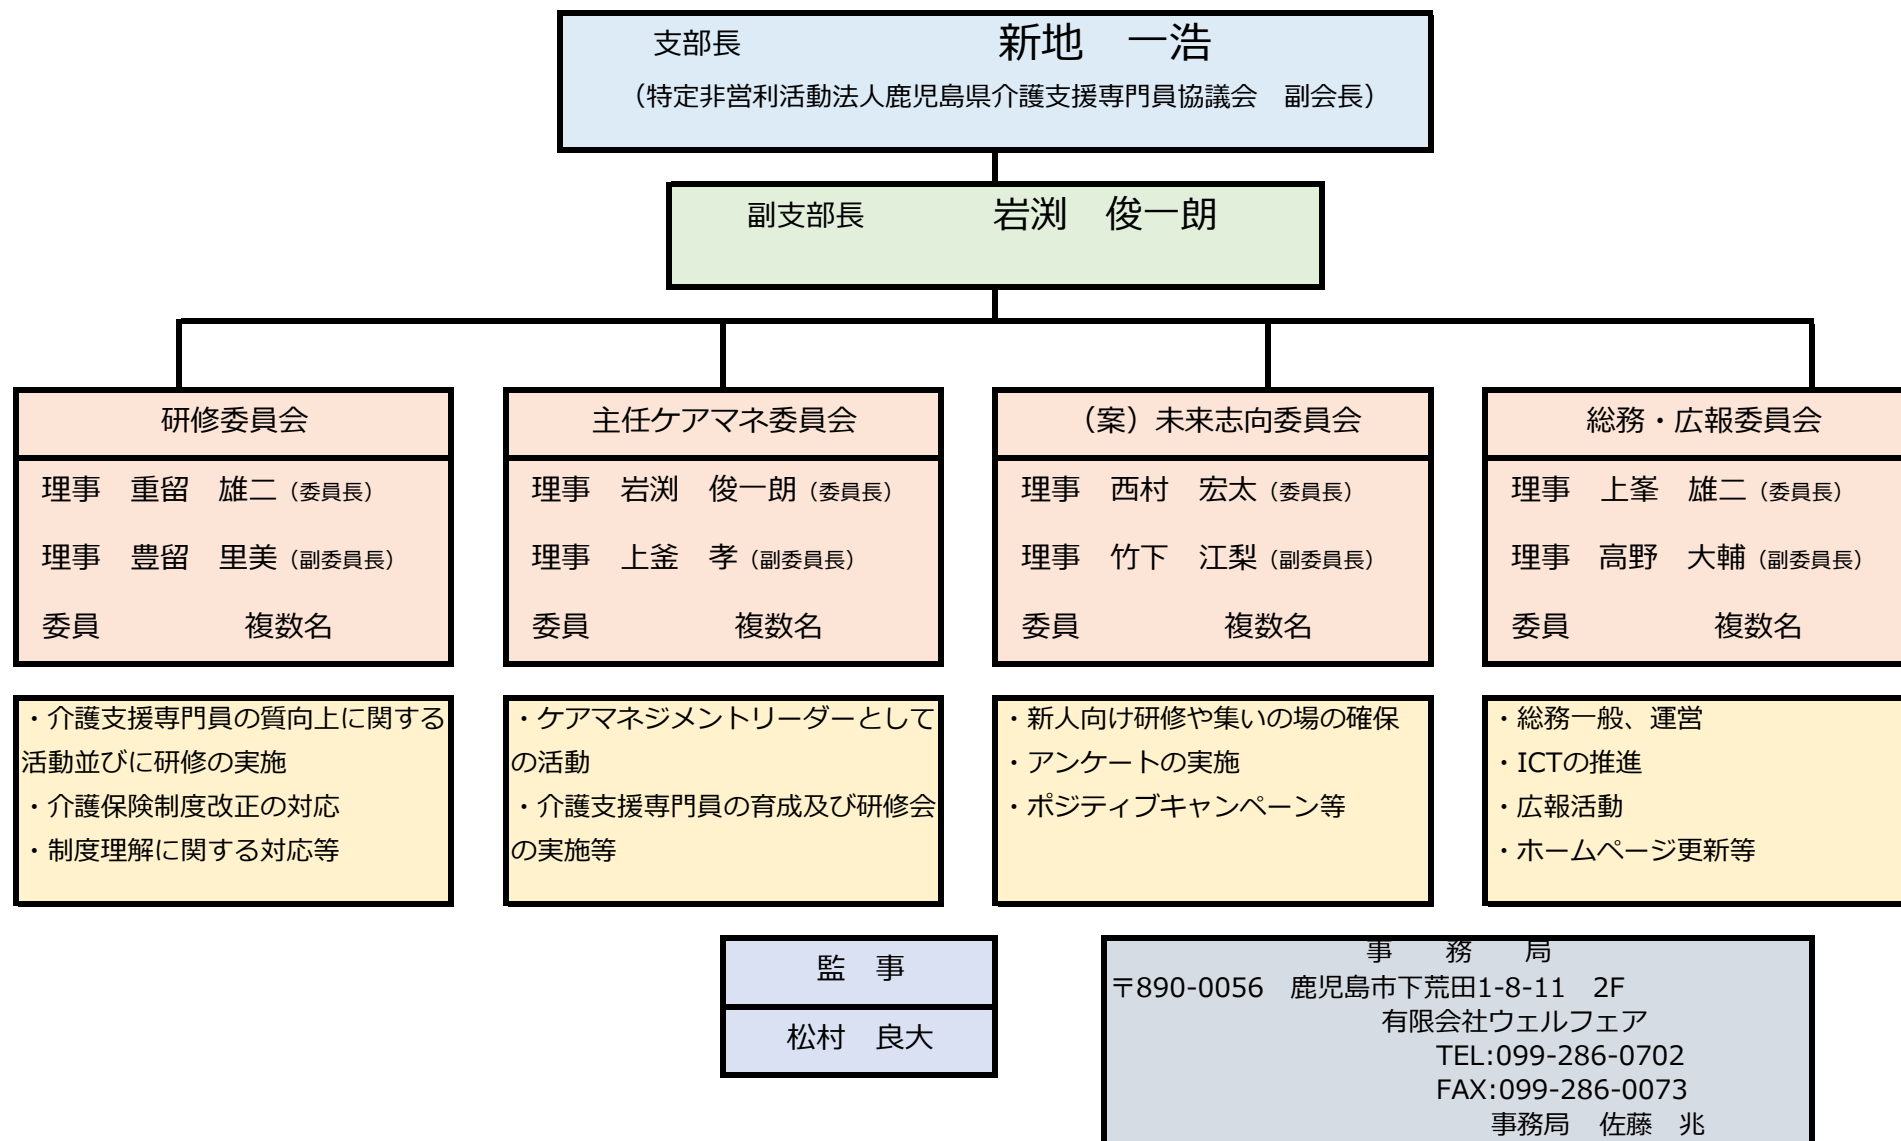 支部長　新地　一浩
（特定非営利活動法人鹿児島県介護支援専門員協議会　副会長）
副支部長　岩渕　俊一朗
研修委員会
理事　重留　雄二（委員長）
理事　豊留　里美（副委員長）
委員　複数名
・介護支援専門員の質向上に関する
活動並びに研修の実施
・介護保険制度改正の対応
・制度理解に関する対応等
主任ケアマネ委員会
理事　岩渕　俊一朗（委員長）
理事　上釜　孝（副委員長）
委員　複数名
・ケアマネジメントリーダーとして
の活動
・介護支援専門員の育成及び研修会
の実施等
（案）未来志向委員会
理事　西村　宏太（委員長）
理事　竹下　江梨（副委員長）
委員　複数名
・新人向け研修や集いの場の確保
・アンケートの実施
・ポジティブキャンペーン等
総務・広報委員会
理事　上峯　雄二（委員長）
理事　高野　大輔（副委員長）
委員　複数名
・総務一般、運営
・ICTの推進
・広報活動
・ホームページ更新等
監　事
松村　良大
事　務　局
〒890-0056　鹿児島市下荒田1-8-11　2F
有限会社ウェルフェア
TEL:099-286-0702
FAX:099-286-0073
事務局　佐藤　兆